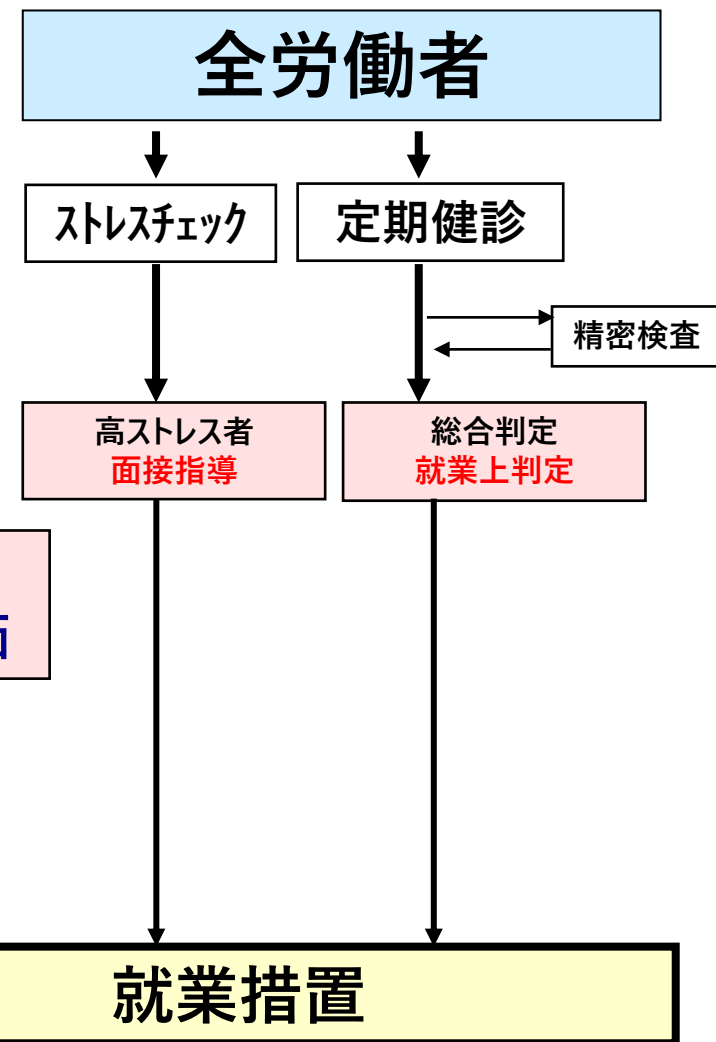 全労働者
ストレスチェック
定期健診
精密検査
高ストレス者
面接指導
総合判定
就業上判定
就業措置